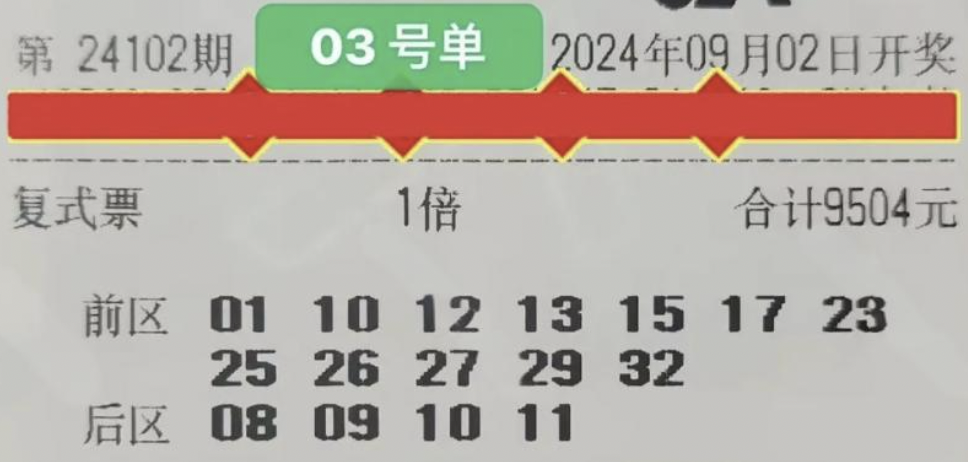 第 24102期 03 号单 2024年09月02日开奖
复式票 1倍 合计9504元
前区 01 10 12 13 15 17 23
25 26 27 29 32
后区 08 09 10 11